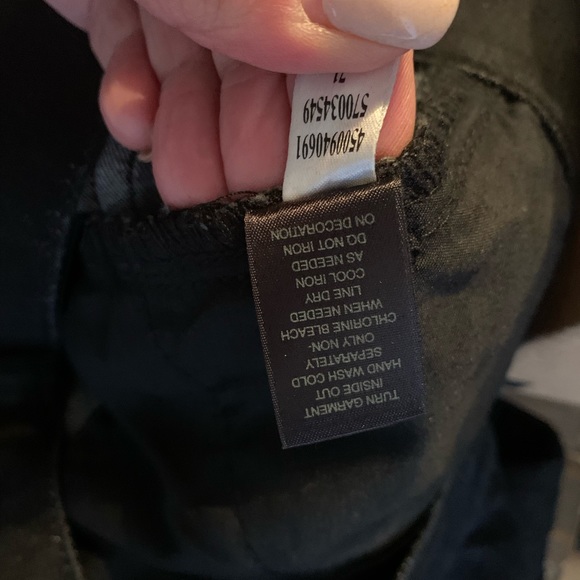 TURN GARMENT
INSIDE OUT
HAND WASH COLD
SEPARATELY
ONLY NON-
CHLORINE BLEACH
WHEN NEEDED
LINE DRY
COOL IRON
AS NEEDED
DO NOT IRON
ON DECORATION
4500940691
570034549